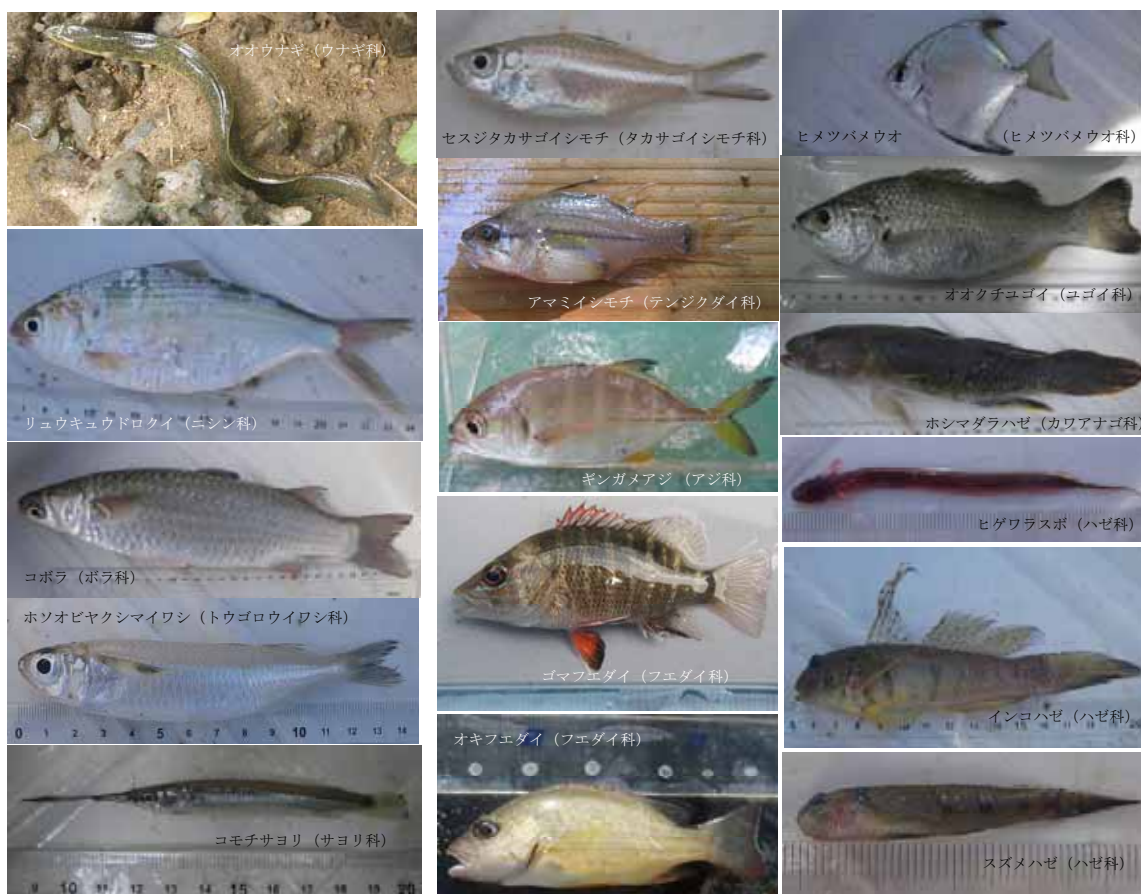 オオウナギ（ウナギ科）
リュウキュウドロクイ（ニシン科）
コボラ（ボラ科）
ホソオビヤクシマイワシ（トウゴロウイワシ科）
0 1 2 3 4 5 6 7 8 9 10 11 12 13 14
コモチサヨリ（サヨリ科）
10 15 20
セスジタカサゴイシモチ（タカサゴイシモチ科）
アマミイシモチ（テンジクダイ科）
ギンガメアジ（アジ科）
ゴマフエダイ（フエダイ科）
オキフエダイ（フエダイ科）
ヒメツバメウオ （ヒメツバメウオ科）
オオクチユゴイ（ユゴイ科）
ホシマダラハゼ（カワアナゴ科）
ヒゲワラスボ（ハゼ科）
インコハゼ（ハゼ科）
スズメハゼ（ハゼ科）